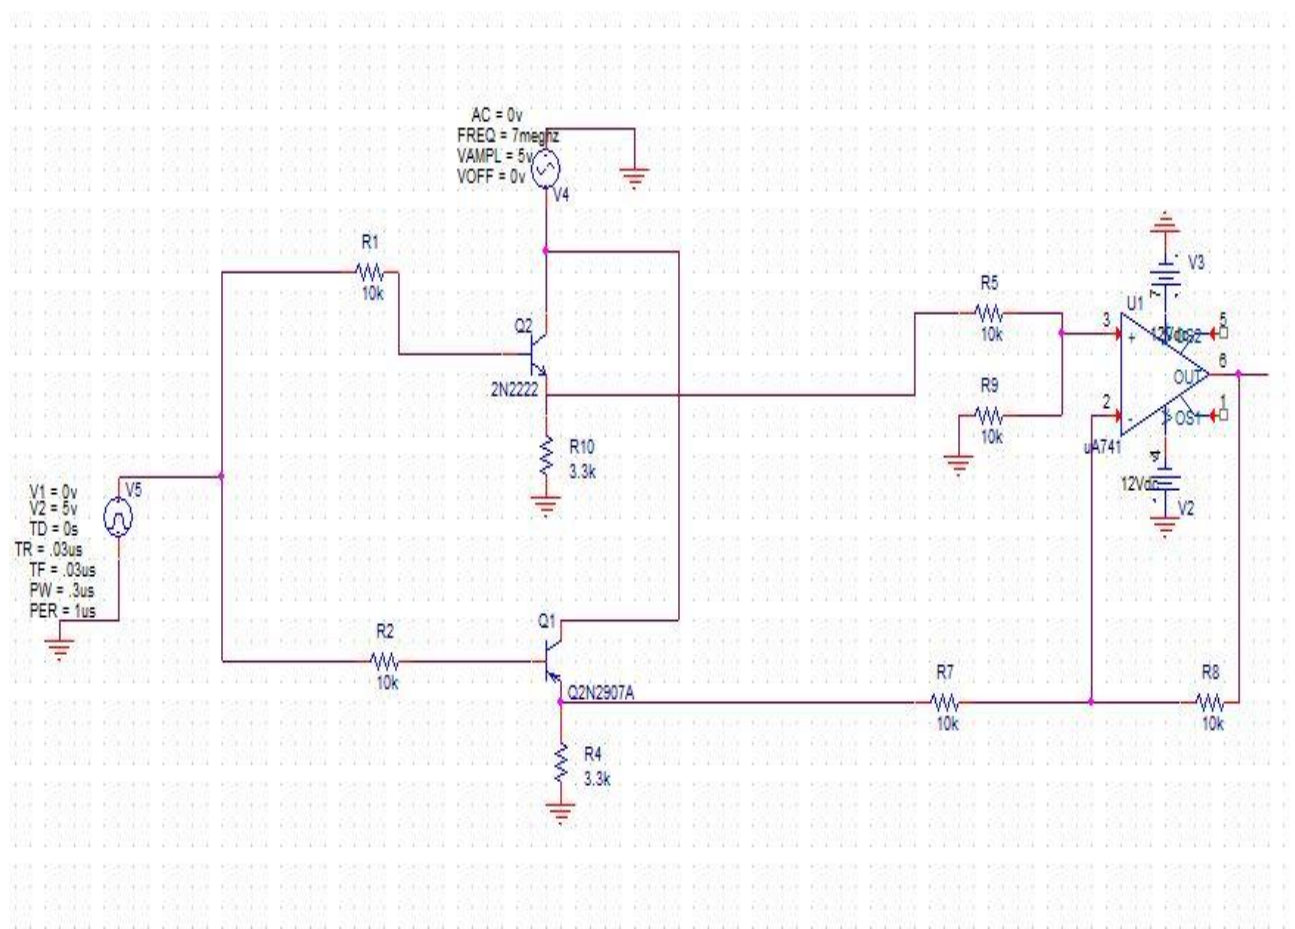 AC = 0v
FREQ = 7meghz
VAMPL = 5v
VOFF = 0v
V4
R1
10k
Q2
2N2222
R10
3.3k
V5
V1 = 0v
V2 = 5v
TD = 0s
TR = .03us
TF = .03us
PW = .3us
PER = 1us
R2
10k
Q1
Q2N2907A
R4
3.3k
R5
10k
R9
10k
R7
10k
R8
10k
V3
12Vdc
U1
7
3
+
5
OS2
6
OUT
2
-
1
OS1
uA741
4
12Vdc
V2